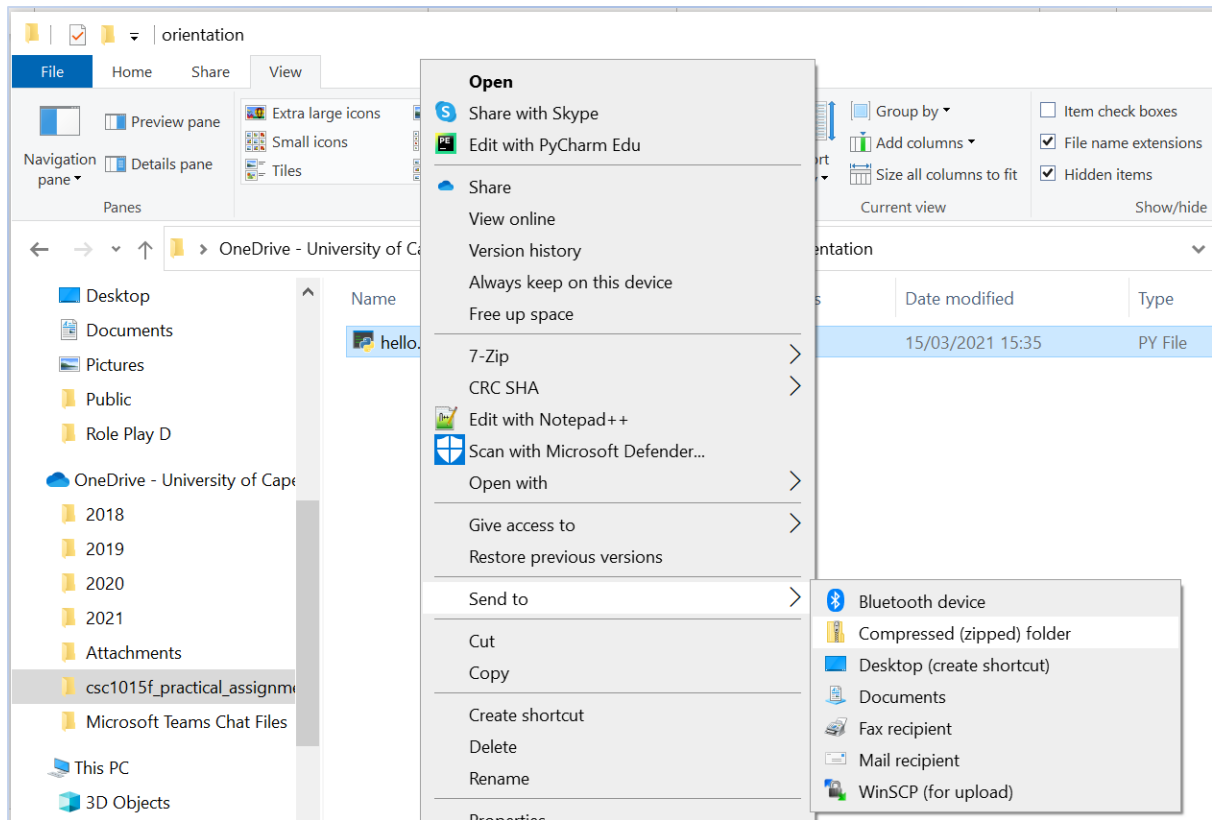 orientation
File Home Share View
Preview pane
Details pane
Navigation
pane
Panes
Extra large icons
Small icons
Tiles
Group by
Add columns
Size all columns to fit
Current view
Item check boxes
File name extensions
Hidden items
Show/hide
OneDrive - University of
Desktop
Documents
Pictures
Public
Role Play D
OneDrive - University of Cape
2018
2019
2020
2021
Attachments
csc1015f_practical_assignme
Microsoft Teams Chat Files
This PC
3D Objects
Name
Date modified
Type
hello.
15/03/2021 15:35
PY File
Open
Share with Skype
Edit with PyCharm Edu
Share
View online
Version history
Always keep on this device
Free up space
7-Zip
CRC SHA
Edit with Notepad++
Scan with Microsoft Defender...
Open with
Give access to
Restore previous versions
Send to
Cut
Copy
Create shortcut
Delete
Rename
Properties
Bluetooth device
Compressed (zipped) folder
Desktop (create shortcut)
Documents
Fax recipient
Mail recipient
WinSCP (for upload)